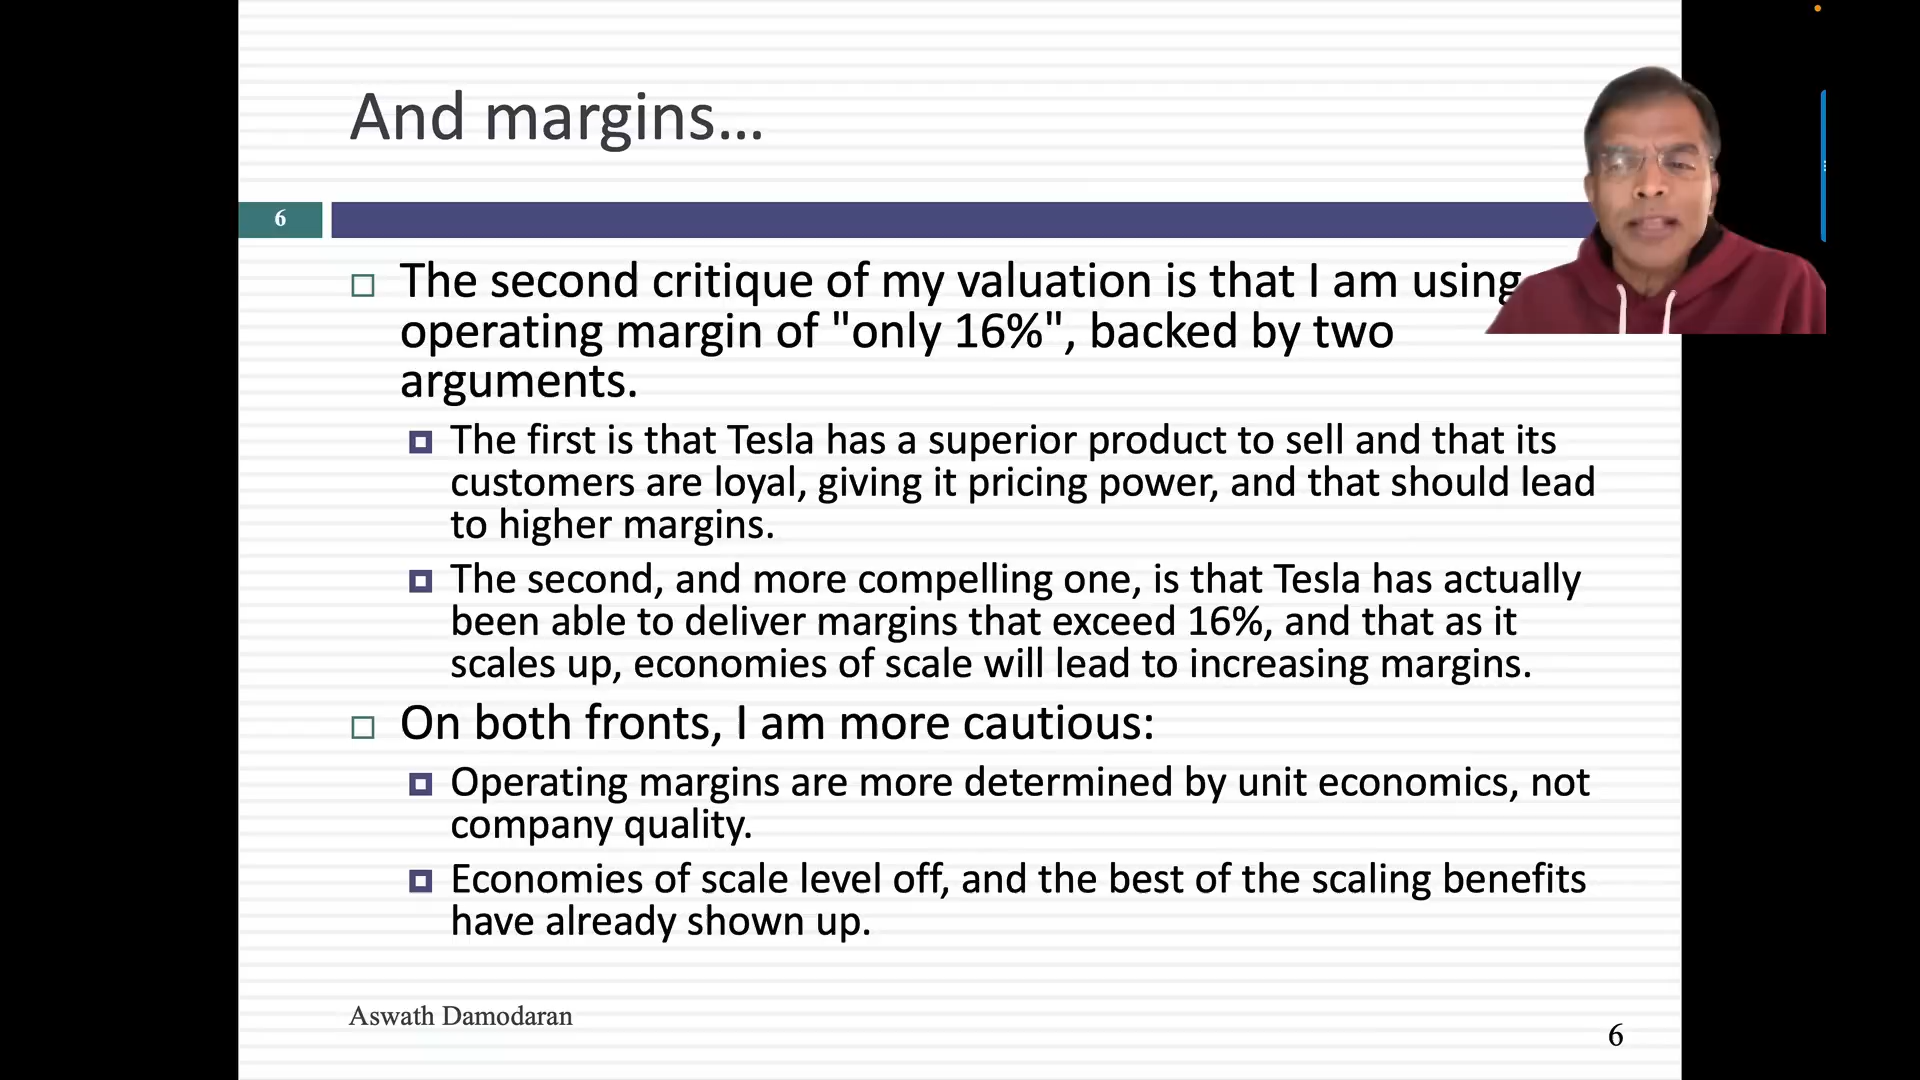 And margins...
6
The second critique of my valuation is that I am using
operating margin of "only 16%", backed by two
arguments.
The first is that Tesla has a superior product to sell and that its
customers are loyal, giving it pricing power, and that should lead
to higher margins.
The second, and more compelling one, is that Tesla has actually
been able to deliver margins that exceed 16%, and that as it
scales up, economies of scale will lead to increasing margins.
On both fronts, I am more cautious:
Operating margins are more determined by unit economics, not
company quality.
Economies of scale level off, and the best of the scaling benefits
have already shown up.
Aswath Damodaran
6